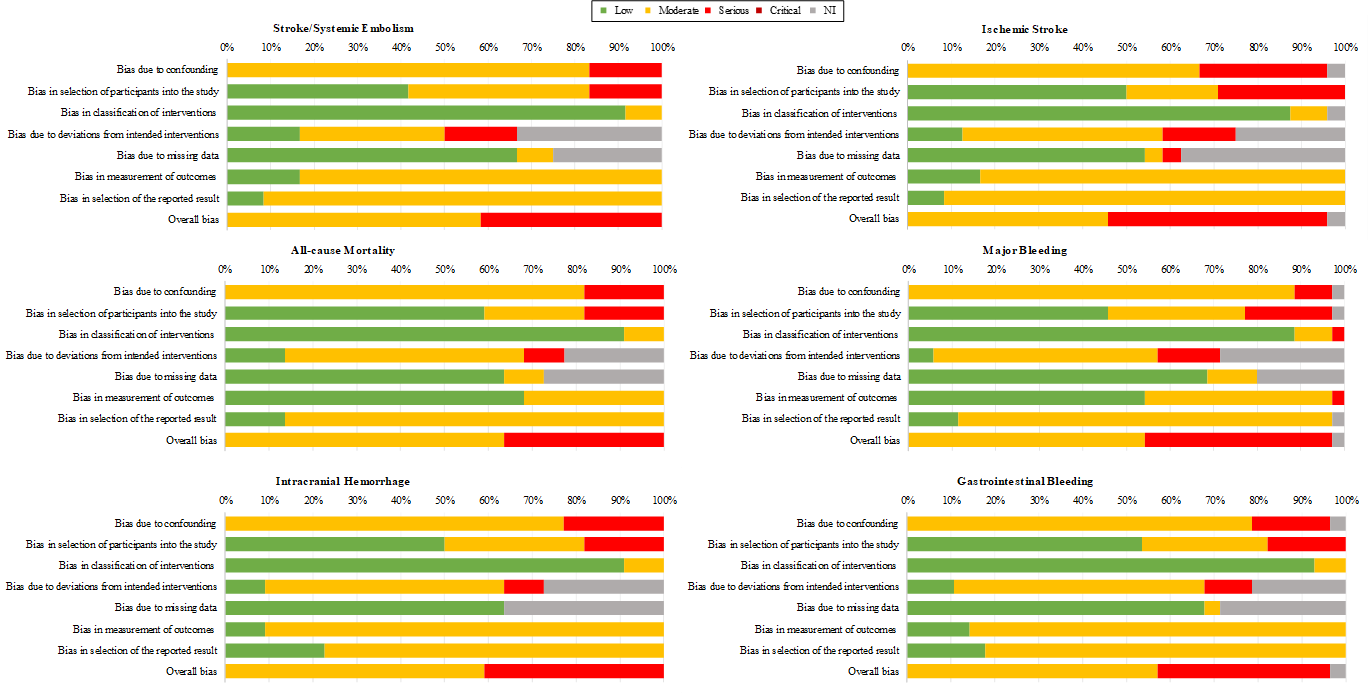 Low Moderate Serious Critical NI
Stroke/Systemic Embolism
0% 10% 20% 30% 40% 50% 60% 70% 80% 90% 100%
Bias due to confounding
Bias in selection of participants into the study
Bias in classification of interventions
Bias due to deviations from intended interventions
Bias due to missing data
Bias in measurement of outcomes
Bias in selection of the reported result
Overall bias
Ischemic Stroke
0% 10% 20% 30% 40% 50% 60% 70% 80% 90% 100%
Bias due to confounding
Bias in selection of participants into the study
Bias in classification of interventions
Bias due to deviations from intended interventions
Bias due to missing data
Bias in measurement of outcomes
Bias in selection of the reported result
Overall bias
All-cause Mortality
0% 10% 20% 30% 40% 50% 60% 70% 80% 90% 100%
Bias due to confounding
Bias in selection of participants into the study
Bias in classification of interventions
Bias due to deviations from intended interventions
Bias due to missing data
Bias in measurement of outcomes
Bias in selection of the reported result
Overall bias
Major Bleeding
0% 10% 20% 30% 40% 50% 60% 70% 80% 90% 100%
Bias due to confounding
Bias in selection of participants into the study
Bias in classification of interventions
Bias due to deviations from intended interventions
Bias due to missing data
Bias in measurement of outcomes
Bias in selection of the reported result
Overall bias
Intracranial Hemorrhage
0% 10% 20% 30% 40% 50% 60% 70% 80% 90% 100%
Bias due to confounding
Bias in selection of participants into the study
Bias in classification of interventions
Bias due to deviations from intended interventions
Bias due to missing data
Bias in measurement of outcomes
Bias in selection of the reported result
Overall bias
Gastrointestinal Bleeding
0% 10% 20% 30% 40% 50% 60% 70% 80% 90% 100%
Bias due to confounding
Bias in selection of participants into the study
Bias in classification of interventions
Bias due to deviations from intended interventions
Bias due to missing data
Bias in measurement of outcomes
Bias in selection of the reported result
Overall bias